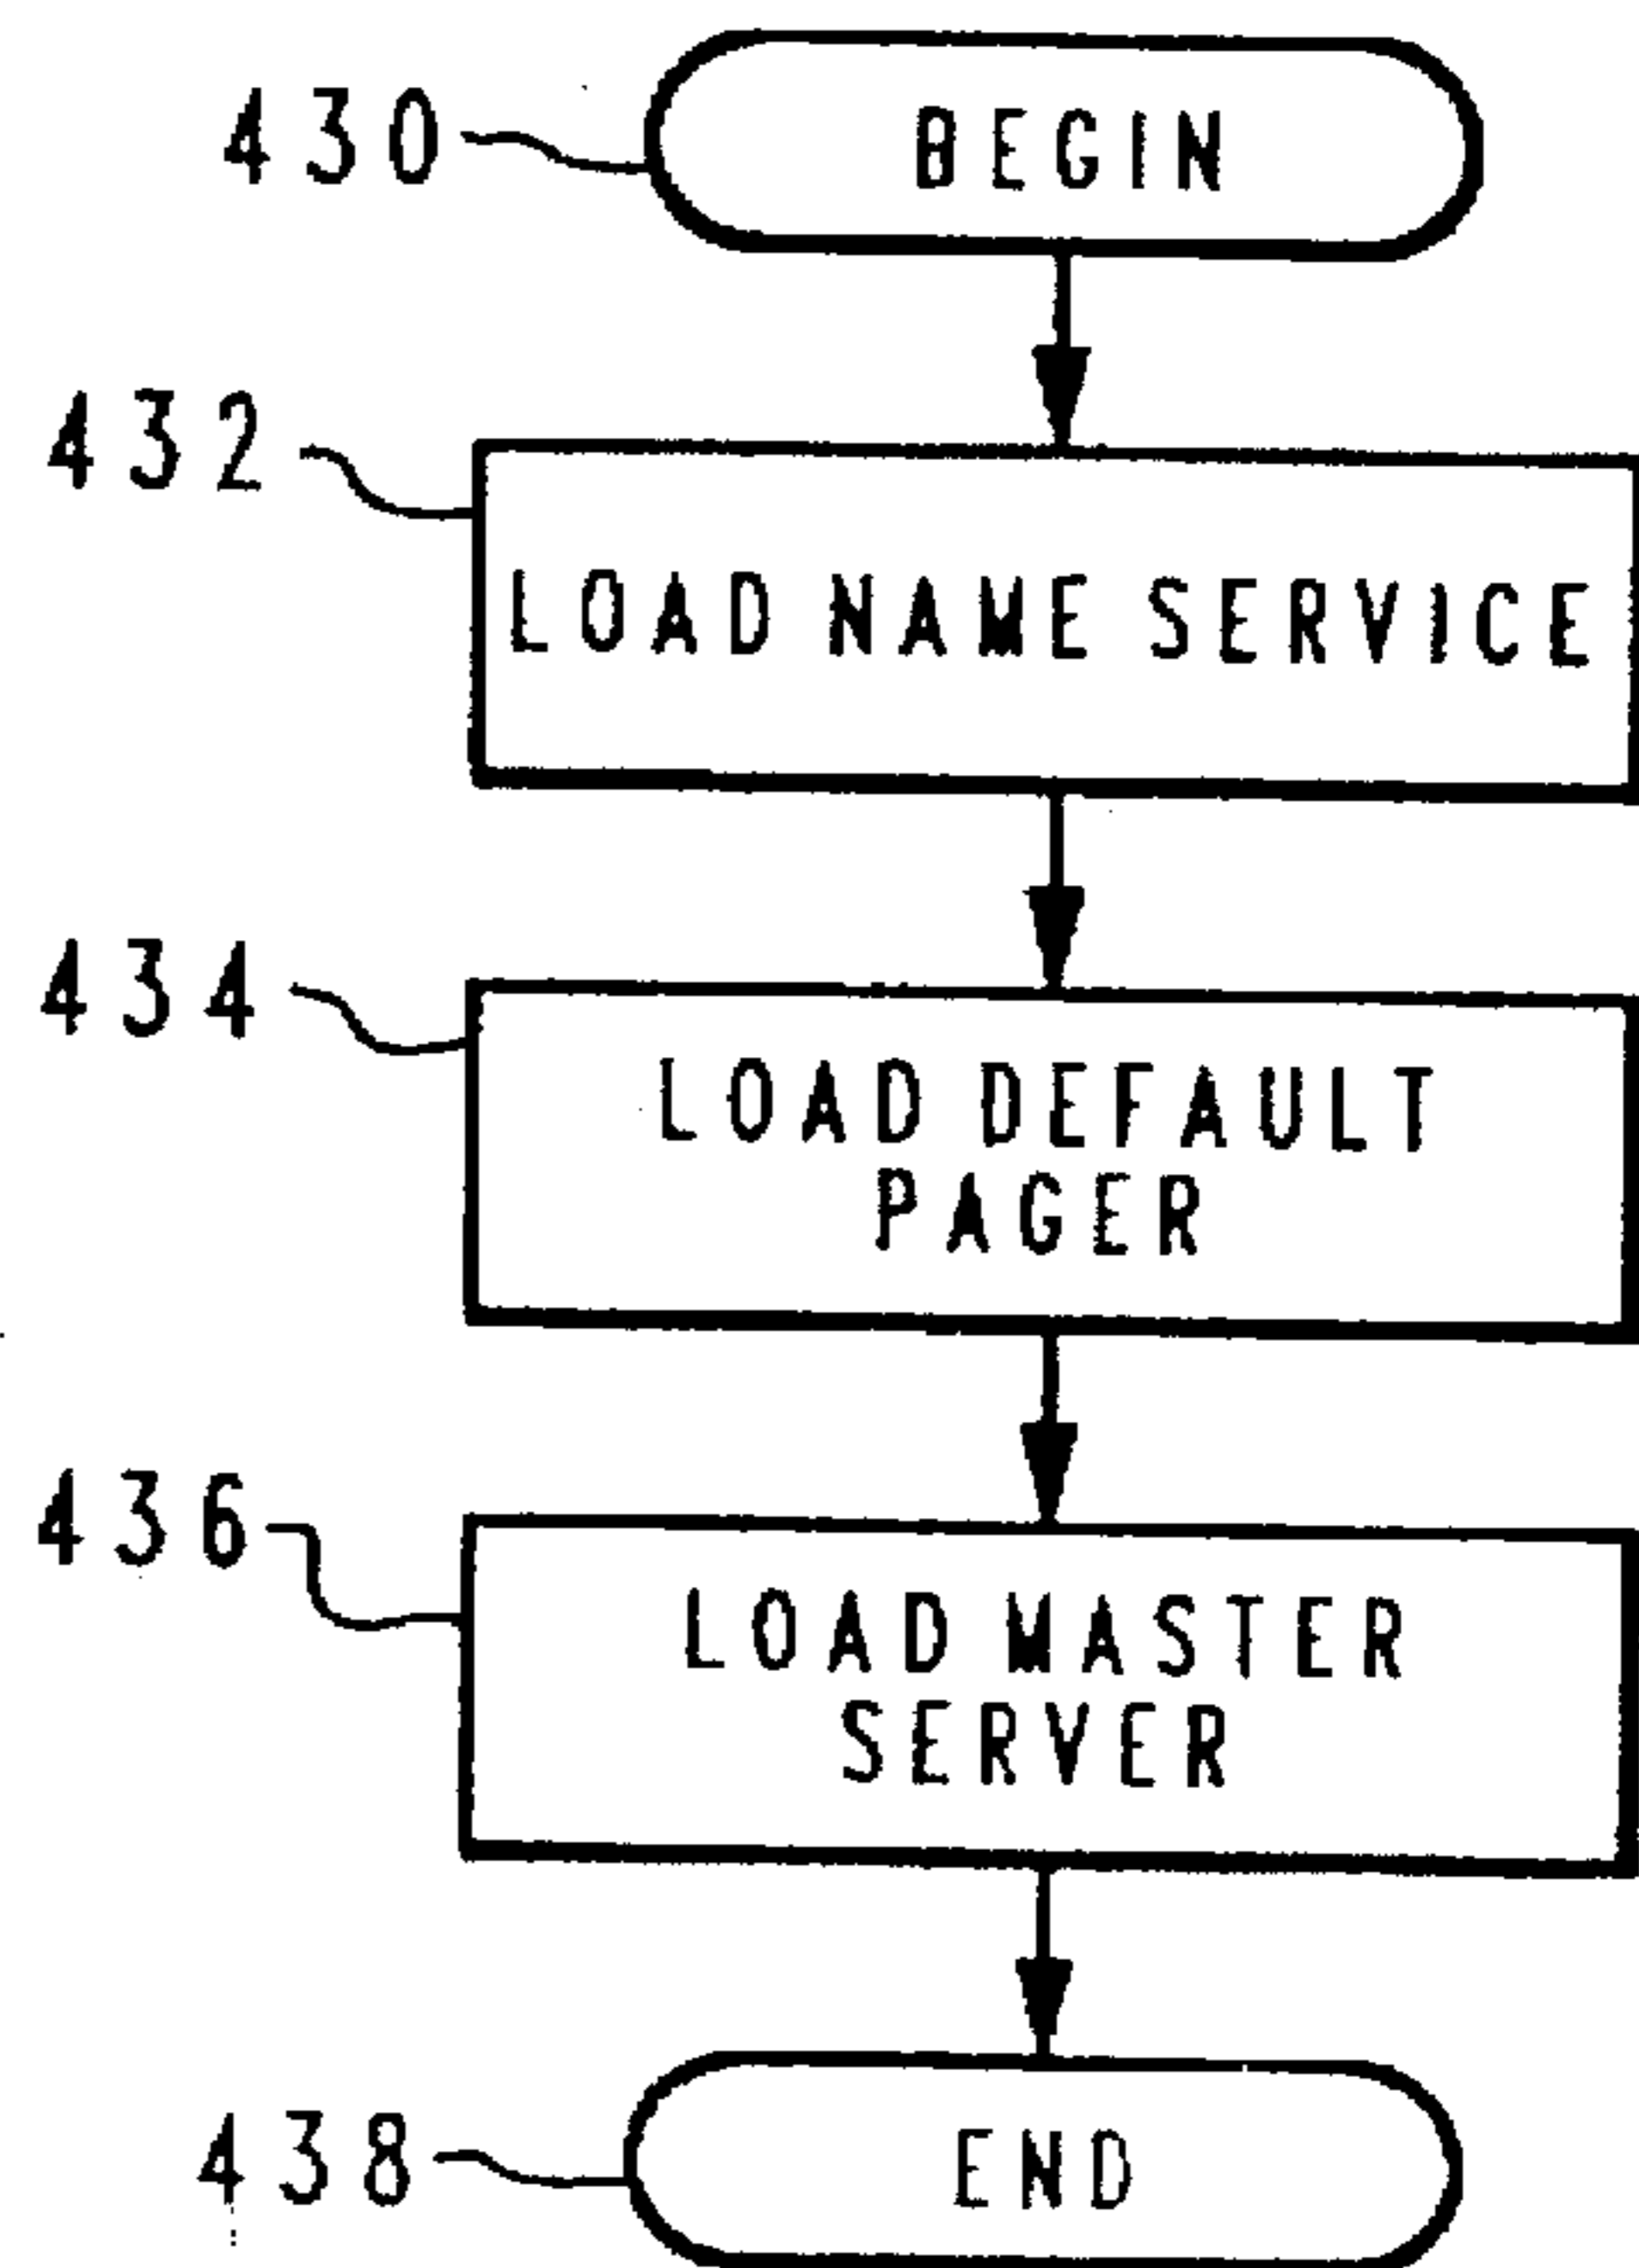 430
BEGIN
432
LOAD NAME SERVICE
434
LOAD DEFAULT
PAGER
436
LOAD MASTER
SERVER
438
END